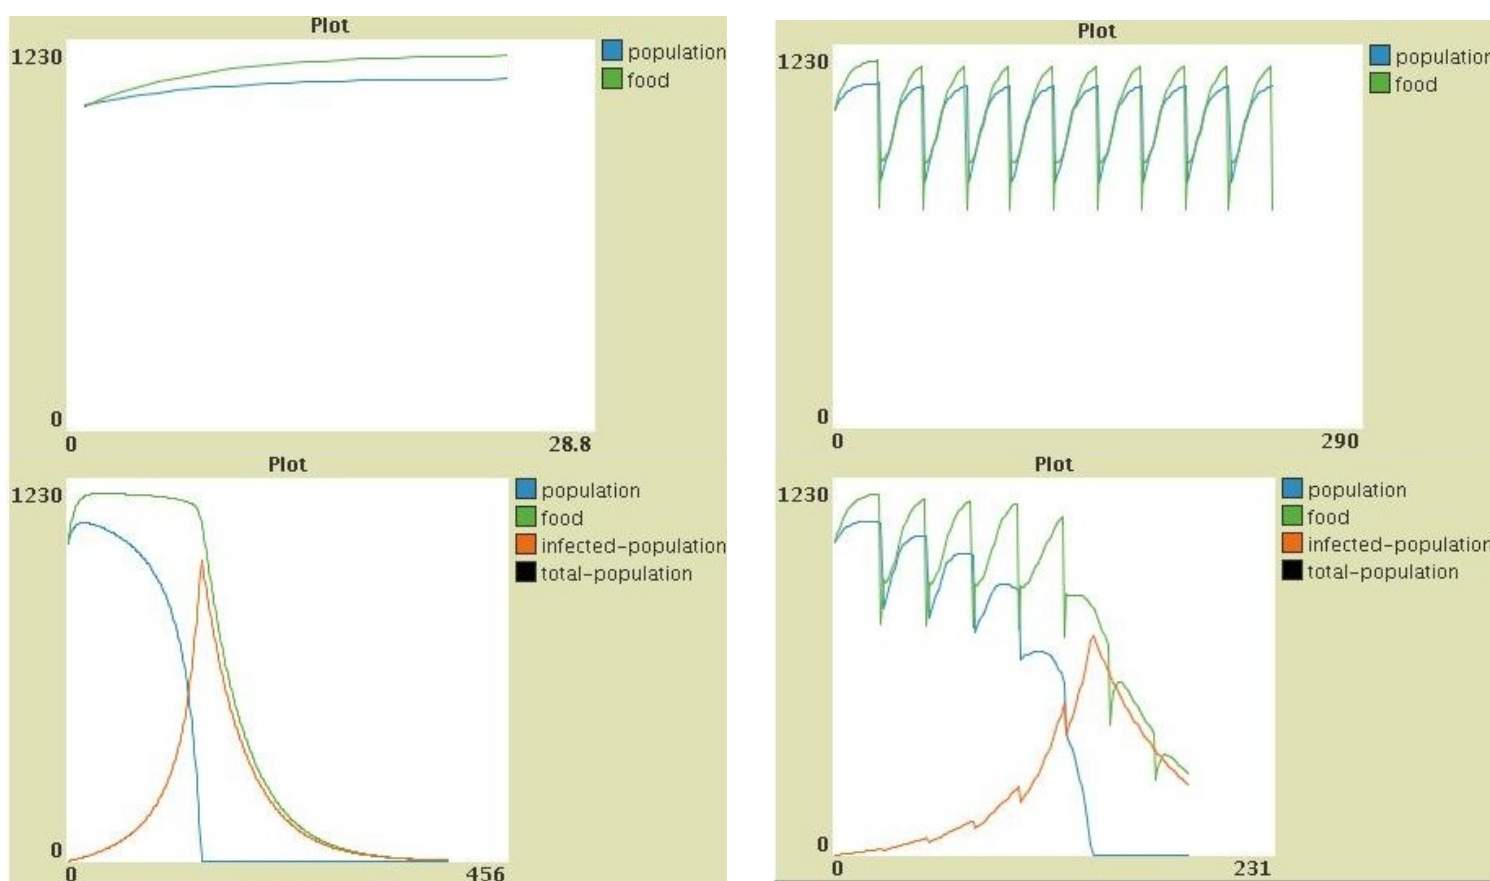 Plot
1230
population
food
0
0
28.8
Plot
1230
population
food
0
0
290
Plot
1230
population
food
infected-population
total-population
0
0
456
Plot
1230
population
food
infected-population
total-population
0
0
231